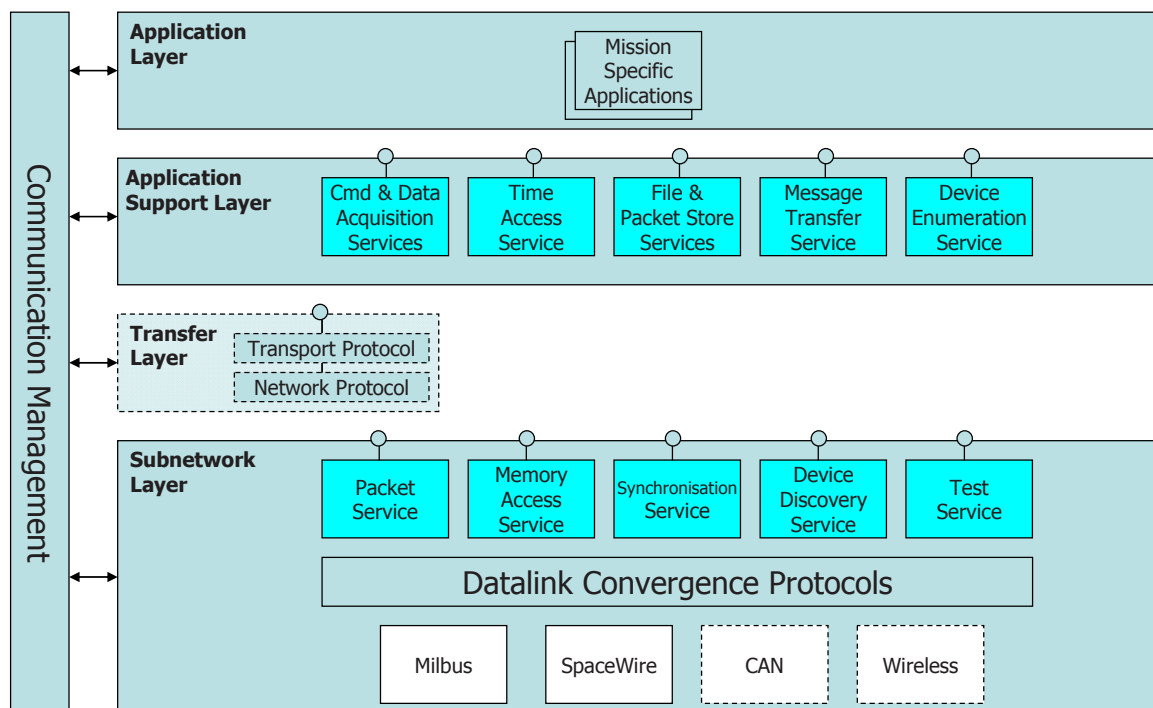 Communication Management
Application
Layer
Mission
Specific
Applications
Application
Support Layer
Cmd & Data
Acquisition
Services
Time
Access
Service
File &
Packet Store
Services
Message
Transfer
Service
Device
Enumeration
Service
Transfer
Layer
Transport Protocol
Network Protocol
Subnetwork
Layer
Packet
Service
Memory
Access
Service
Synchronisation
Service
Device
Discovery
Service
Test
Service
Datalink Convergence Protocols
Milbus
SpaceWire
CAN
Wireless